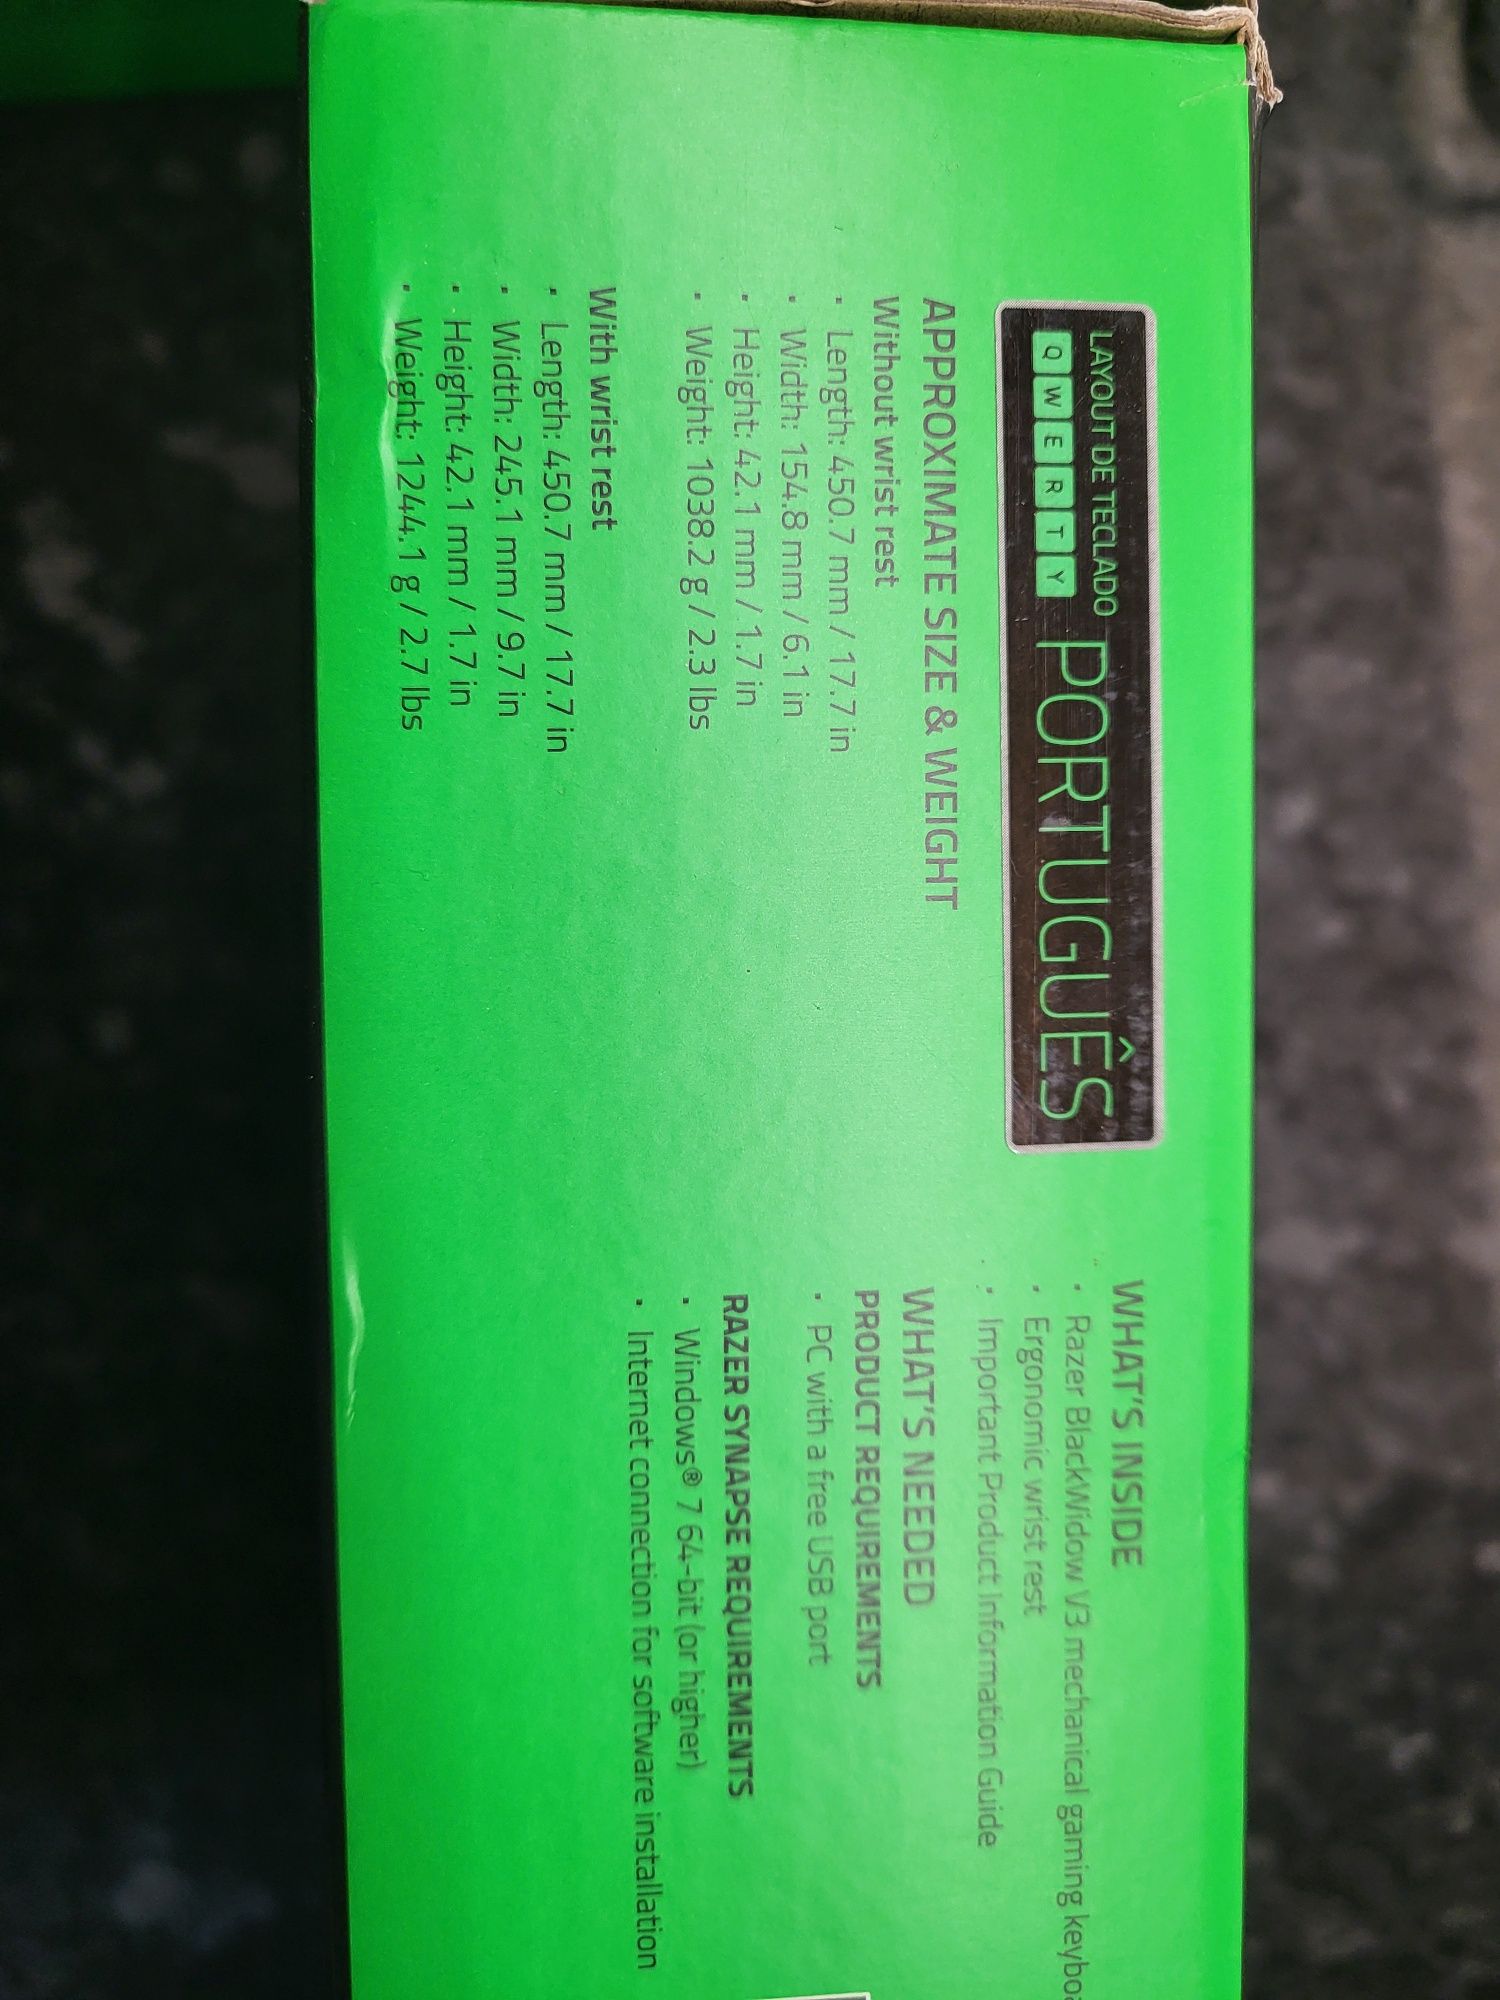 LAYOUT DE TECLADO
Q W E R T Y
PORTUGUÊS
APPROXIMATE SIZE & WEIGHT
Without wrist rest
· Length: 450.7 mm / 17.7 in
· Width: 154.8 mm / 6.1 in
· Height: 42.1 mm / 1.7 in
· Weight: 1038.2 g / 2.3 lbs
With wrist rest
· Length: 450.7 mm / 17.7 in
· Width: 245.1 mm / 9.7 in
· Height: 42.1 mm / 1.7 in
· Weight: 1244.1 g / 2.7 lbs
WHAT'S INSIDE
· Razer BlackWidow V3 mechanical gaming
· Ergonomic wrist rest
· Important Product Information Guide
WHAT'S NEEDED
PRODUCT REQUIREMENTS
· PC with a free USB port
RAZER SYNAPSE REQUIREMENTS
· Windows® 7 64-bit (or higher)
· Internet connection for software installation